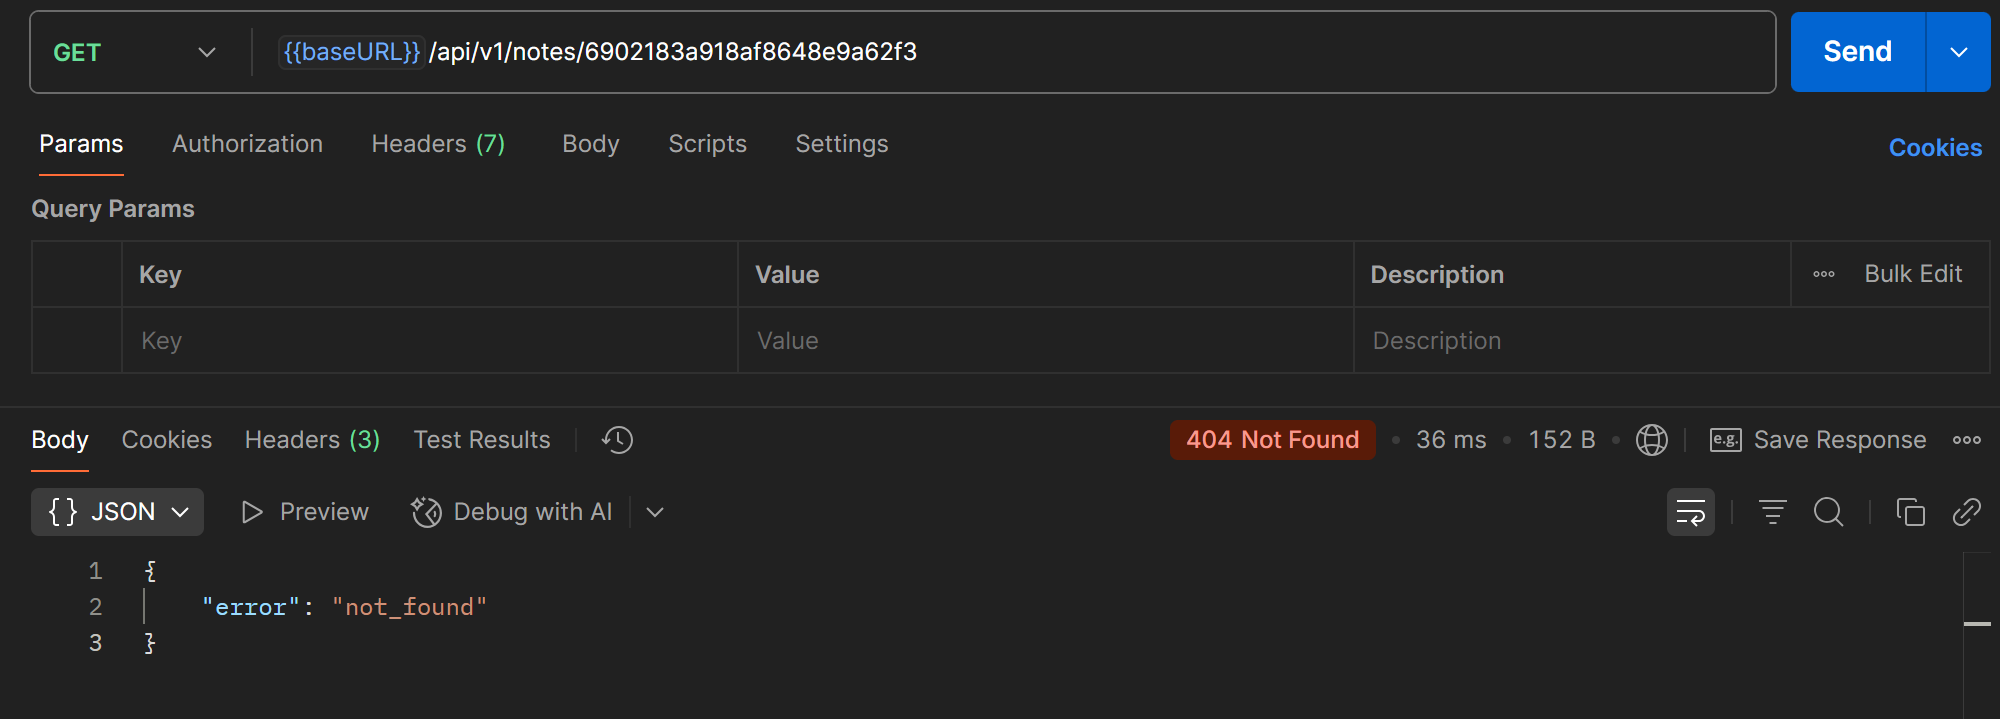 GET {{baseURL}} /api/v1/notes/6902183a918af8648e9a62f3 Send
Params Authorization Headers (7) Body Scripts Settings Cookies
Query Params
Key Value Description Bulk Edit
Key Value Description
Body Cookies Headers (3) Test Results 404 Not Found • 36 ms • 152 B • e.g. Save Response
{} JSON Preview Debug with AI
1 {
2 "error": "not_found"
3 }